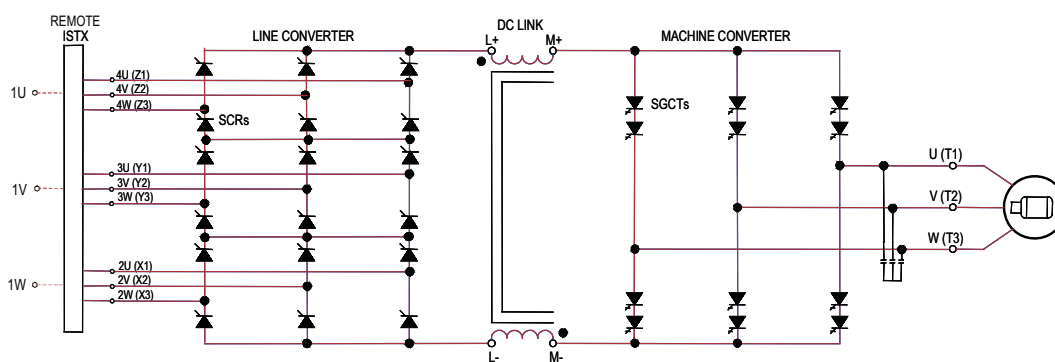 REMOTE
ISTX
LINE CONVERTER
DC LINK
MACHINE CONVERTER
L+
M+
4U (Z1)
1U
4V (Z2)
4W (Z3)
SCRs
SGCTs
3U (Y1)
1V
3V (Y2)
3W (Y3)
U (T1)
V (T2)
W (T3)
2U (X1)
1W
2V (X2)
2W (X3)
L-
M-